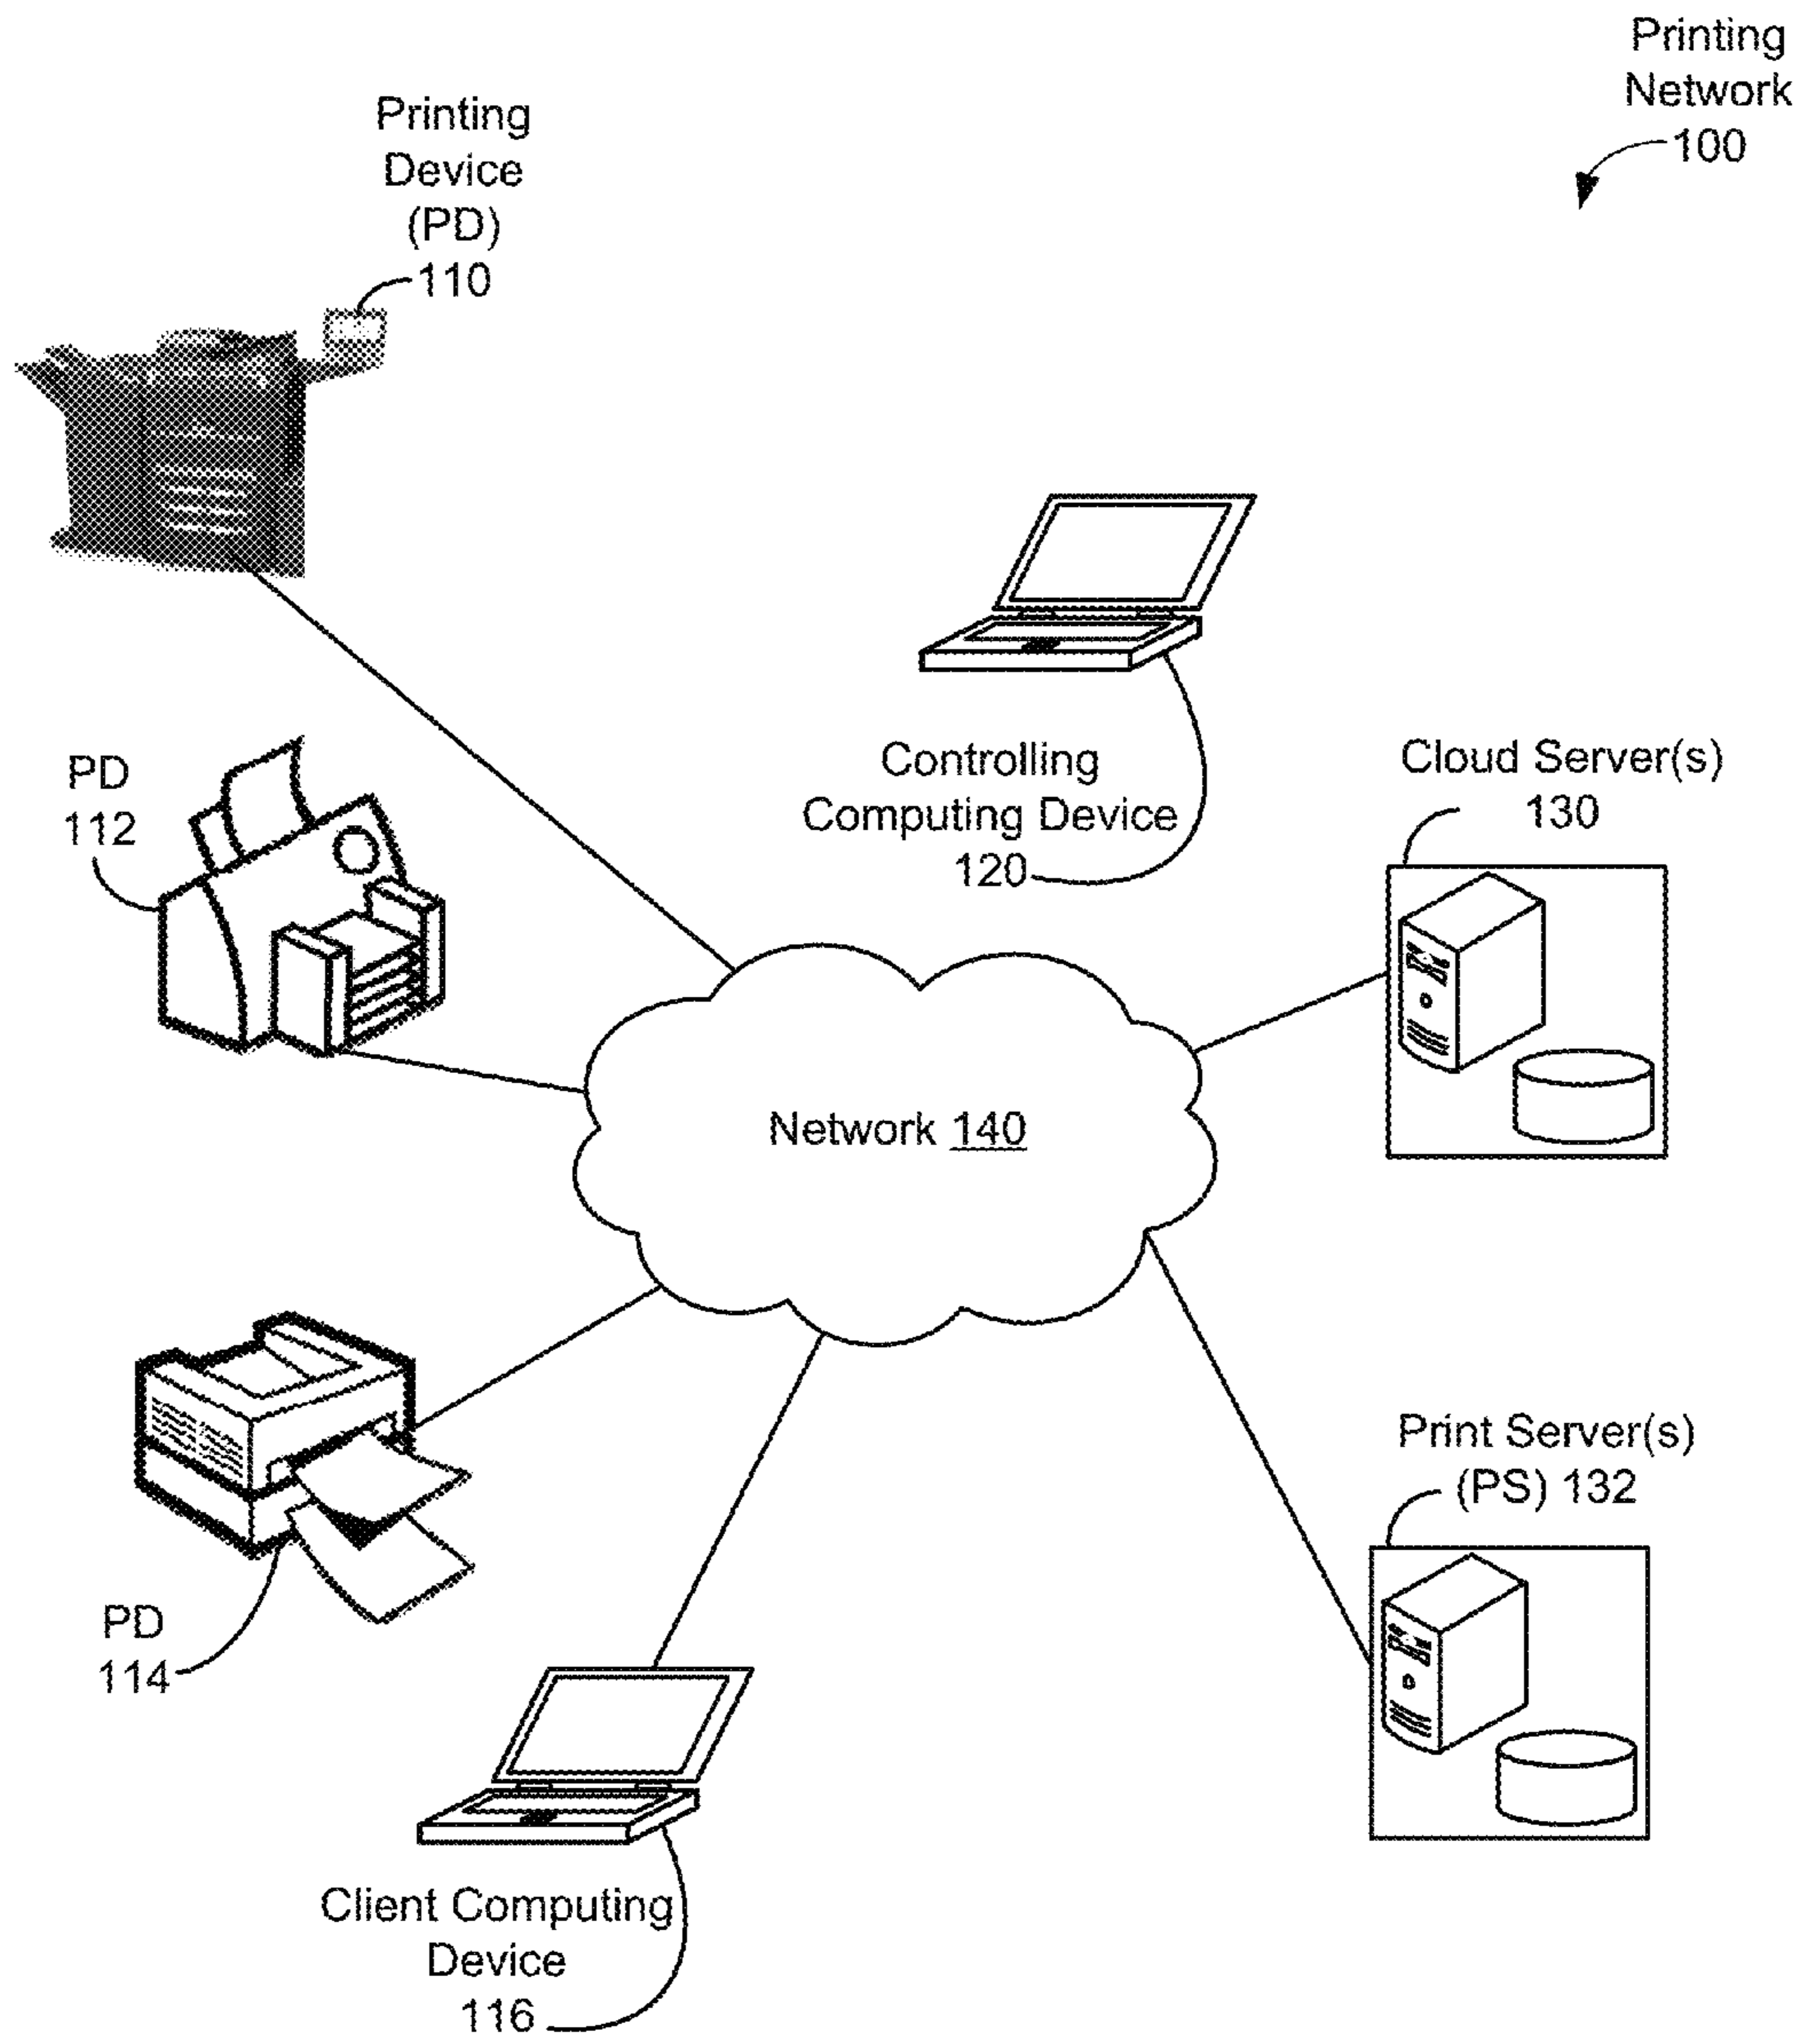 Printing
Network
100
Printing
Device
(PD)
110
PD
112
Controlling
Computing Device
120
Cloud Server(s)
130
Network 140
Print Server(s)
(PS) 132
PD
114
Client Computing
Device
116